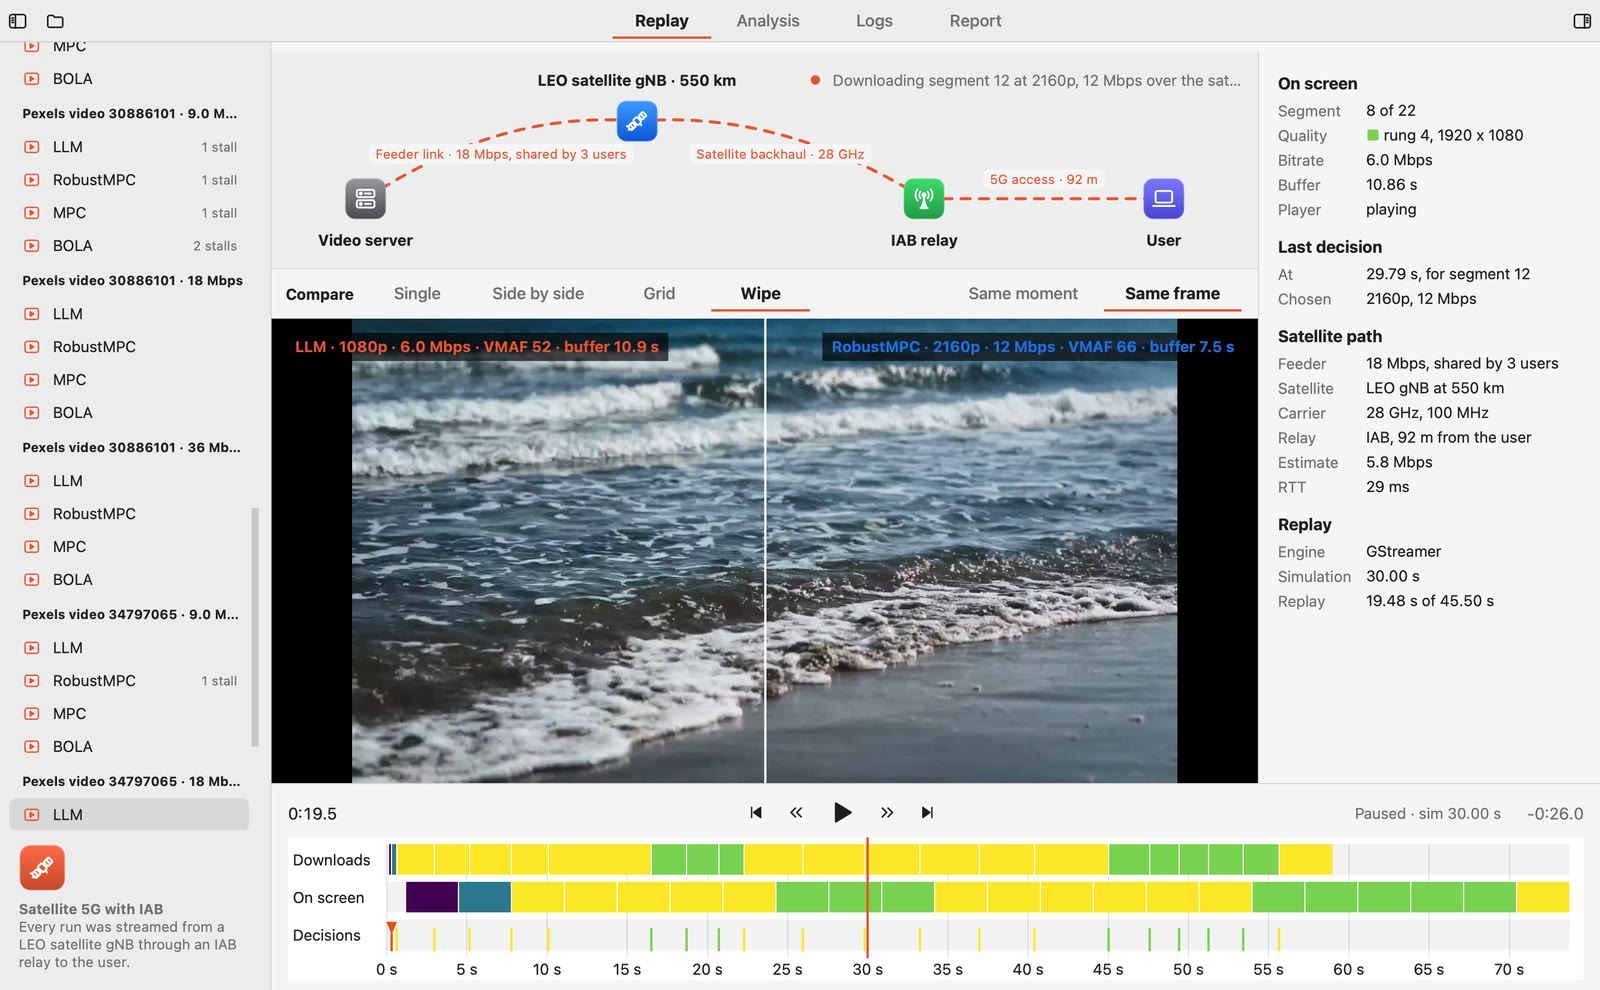 Replay
Analysis
Logs
Report
MPC
BOLA
Pexels video 30886101 · 9.0 M...
LLM 1 stall
RobustMPC 1 stall
MPC 1 stall
BOLA 2 stalls
Pexels video 30886101 · 18 Mbps
LLM
RobustMPC
MPC
BOLA
Pexels video 30886101 · 36 Mb...
LLM
RobustMPC
MPC
BOLA
Pexels video 34797065 · 9.0 M...
LLM
RobustMPC 1 stall
MPC
BOLA
Pexels video 34797065 · 18 Mb...
LLM
Satellite 5G with IAB
Every run was streamed from a
LEO satellite gNB through an IAB
relay to the user.
LEO satellite gNB · 550 km
Downloading segment 12 at 2160p, 12 Mbps over the sat...
Feeder link · 18 Mbps, shared by 3 users
Satellite backhaul · 28 GHz
5G access · 92 m
Video server
IAB relay
User
Compare
Single
Side by side
Grid
Wipe
Same moment
Same frame
LLM · 1080p · 6.0 Mbps · VMAF 52 · buffer 10.9 s
RobustMPC · 2160p · 12 Mbps · VMAF 66 · buffer 7.5 s
0:19.5
Paused · sim 30.00 s
-0:26.0
Downloads
On screen
Decisions
0 s 5 s 10 s 15 s 20 s 25 s 30 s 35 s 40 s 45 s 50 s 55 s 60 s 65 s 70 s
On screen
Segment 8 of 22
Quality rung 4, 1920 x 1080
Bitrate 6.0 Mbps
Buffer 10.86 s
Player playing
Last decision
At 29.79 s, for segment 12
Chosen 2160p, 12 Mbps
Satellite path
Feeder 18 Mbps, shared by 3 users
Satellite LEO gNB at 550 km
Carrier 28 GHz, 100 MHz
Relay IAB, 92 m from the user
Estimate 5.8 Mbps
RTT 29 ms
Replay
Engine GStreamer
Simulation 30.00 s
Replay 19.48 s of 45.50 s